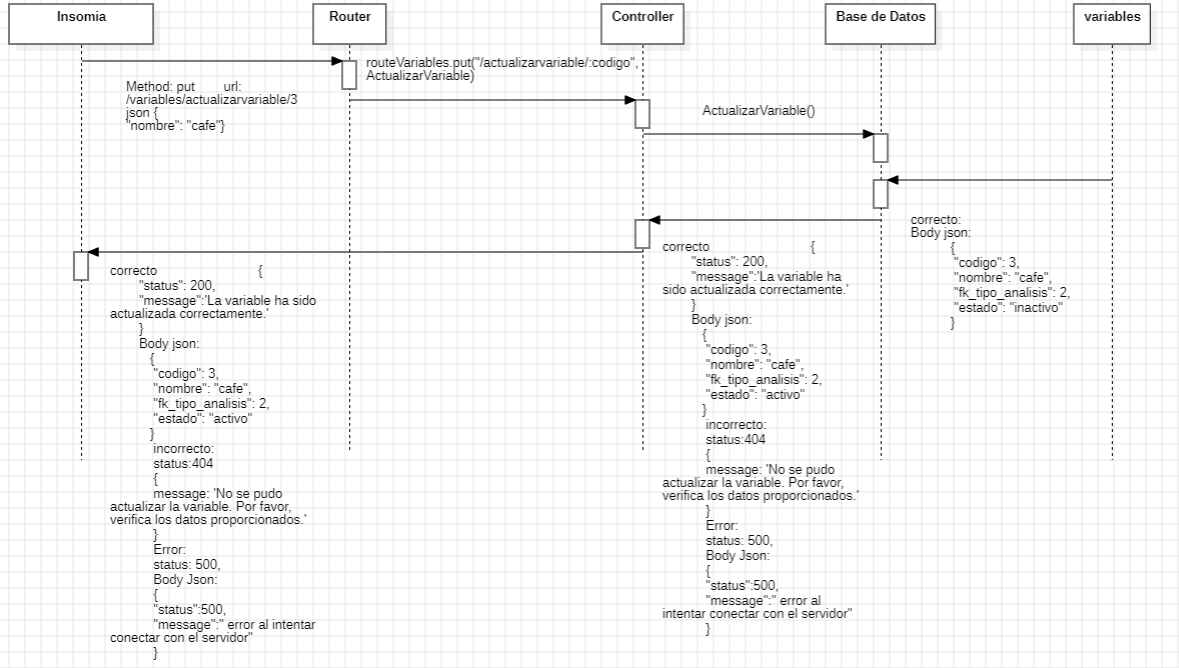 Insomia
Router
Controller
Base de Datos
variables
routeVariables.put("/actualizarvariable/:codigo",
ActualizarVariable)
Method: put url:
/variables/actualizarvariable/3
json {
"nombre": "cafe"}
ActualizarVariable()
correcto:
Body json:
{
"codigo": 3,
"nombre": "cafe",
"fk_tipo_analisis": 2,
"estado": "inactivo"
}
correcto {
"status": 200,
"message":'La variable ha
sido actualizada correctamente.'
}
Body json:
{
"codigo": 3,
"nombre": "cafe",
"fk_tipo_analisis": 2,
"estado": "activo"
}
incorrecto:
status:404
{
message: 'No se pudo
actualizar la variable. Por favor,
verifica los datos proporcionados.'
}
Error:
status: 500,
Body Json:
{
"status":500,
"message":" error al
intentar conectar con el servidor"
}
correcto {
"status": 200,
"message":'La variable ha sido
actualizada correctamente.'
}
Body json:
{
"codigo": 3,
"nombre": "cafe",
"fk_tipo_analisis": 2,
"estado": "activo"
}
incorrecto:
status:404
{
message: 'No se pudo
actualizar la variable. Por favor,
verifica los datos proporcionados.'
}
Error:
status: 500,
Body Json:
{
"status":500,
"message":" error al intentar
conectar con el servidor"
}